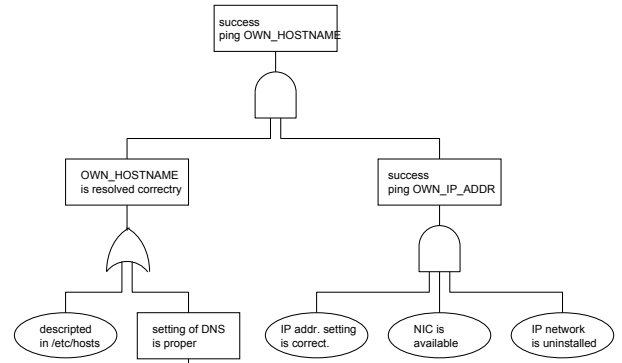 success
ping OWN_HOSTNAME
OWN_HOSTNAME
is resolved correctry
success
ping OWN_IP_ADDR
descripted
in /etc/hosts
setting of DNS
is proper
IP addr. setting
is correct.
NIC is
available
IP network
is uninstalled